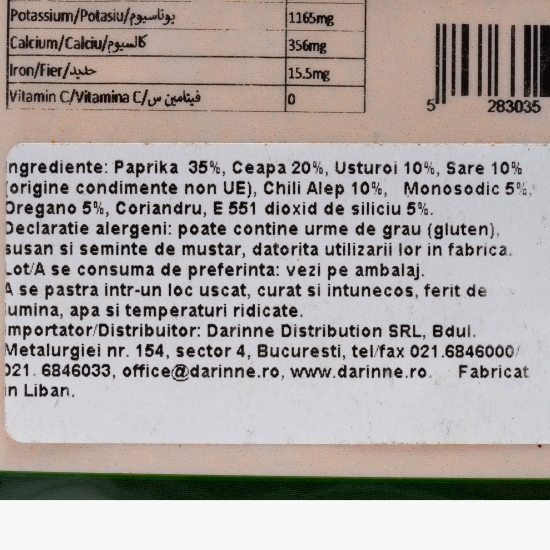 Potassium/Potasiu/بوتاسيوم 1165mg
Calcium/Calciu/كالسيوم 356mg
Iron/Fier/حديد 15.5mg
Vitamin C/Vitamina C/فيتامين س 0
5 283035
ngrediente: Paprika 35%, Ceapa 20%, Usturoi 10%, Sare 10%
(origine condimente non UE), Chili Alep 10%, Monosodic 5%,
Oregano 5%, Coriandru, E 551 dioxid de siliciu 5%.
Declaratie alergeni: poate contine urme de grau (gluten),
susan si seminte de mustar, datorita utilizarii lor in fabrica.
Lot/A se consuma de preferinta: vezi pe ambalaj.
A se pastra intr-un loc uscat, curat si intunecos, ferit de
umina, apa si temperaturi ridicate.
mportator/Distribuitor: Darinne Distribution SRL, Bdul.
Metalurgiei nr. 154, sector 4, Bucuresti, tel/fax 021.6846000/
021. 6846033, office@darinne.ro, www.darinne.ro. Fabricat
in Liban.